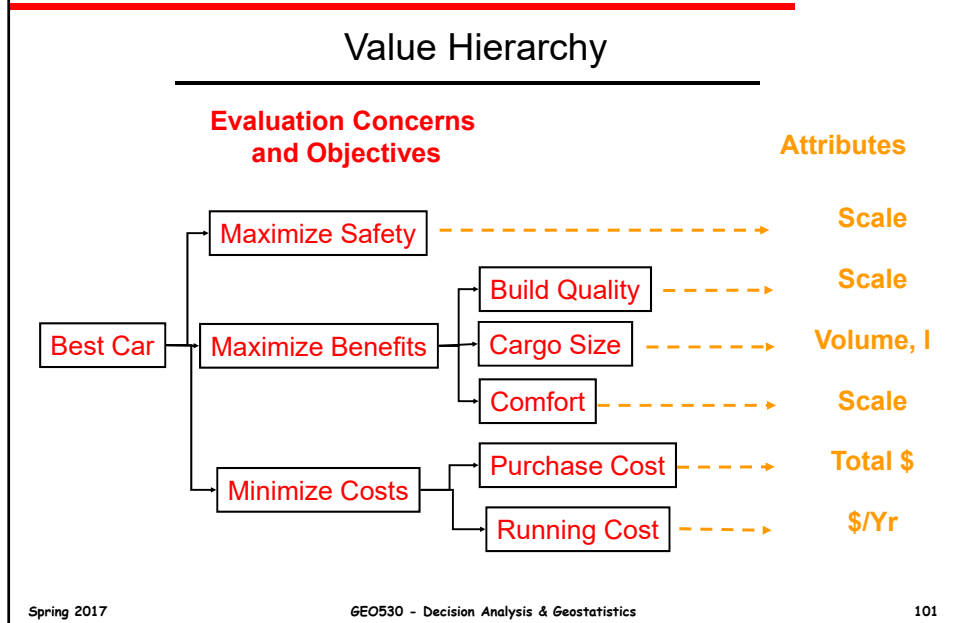 Value Hierarchy
Evaluation Concerns
and Objectives
Attributes
Maximize Safety
Scale
Build Quality
Scale
Best Car
Maximize Benefits
Cargo Size
Volume, l
Comfort
Scale
Purchase Cost
Total $
Minimize Costs
Running Cost
$/Yr
Spring 2017
GEO530 - Decision Analysis & Geostatistics
101